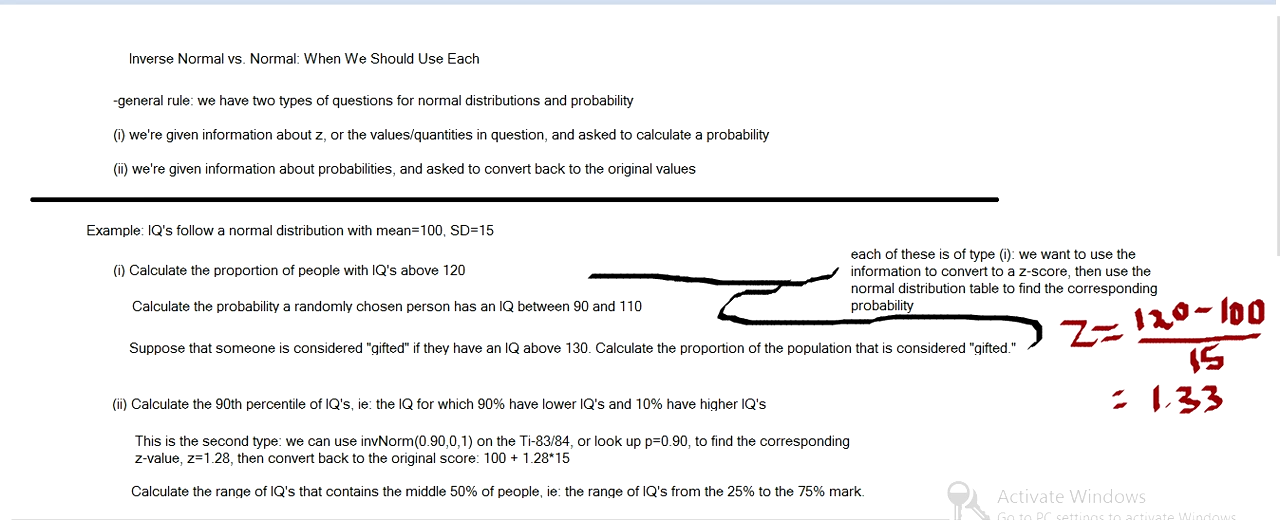 Inverse Normal vs. Normal: When We Should Use Each
-general rule: we have two types of questions for normal distributions and probability
(i) we're given information about z, or the values/quantities in question, and asked to calculate a probability
(ii) we're given information about probabilities, and asked to convert back to the original values
Example: IQ's follow a normal distribution with mean=100, SD=15
(i) Calculate the proportion of people with IQ's above 120
each of these is of type (i): we want to use the
information to convert to a z-score, then use the
normal distribution table to find the corresponding
probability
Calculate the probability a randomly chosen person has an IQ between 90 and 110
Z = 120-100
15
= 1.33
Suppose that someone is considered "gifted" if they have an IQ above 130. Calculate the proportion of the population that is considered "gifted."
(ii) Calculate the 90th percentile of IQ's, ie: the IQ for which 90% have lower IQ's and 10% have higher IQ's
This is the second type: we can use invNorm(0.90,0,1) on the Ti-83/84, or look up p=0.90, to find the corresponding
z-value, z=1.28, then convert back to the original score: 100 + 1.28*15
Calculate the range of IQ's that contains the middle 50% of people, ie: the range of IQ's from the 25% to the 75% mark.
Activate Windows
Go to PC settings to activate Windows.